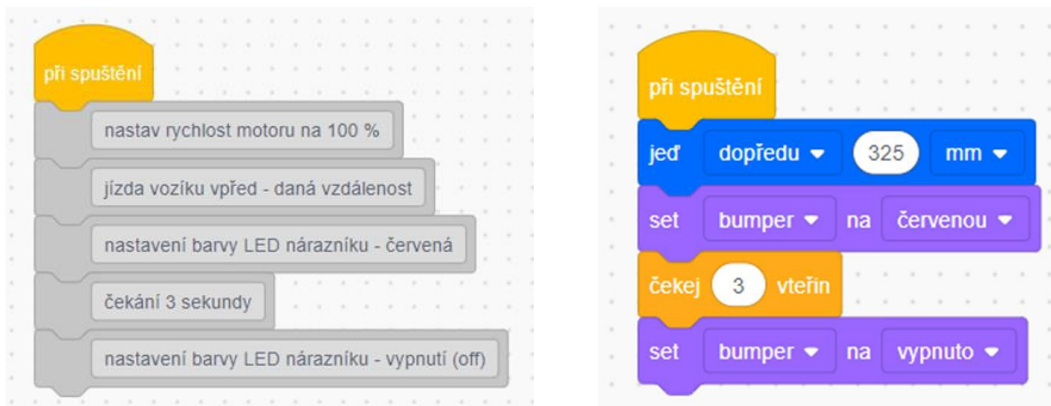 při spuštění
nastav rychlost motoru na 100 %
jízda vozíku vpřed - daná vzdálenost
nastavení barvy LED nárazníku - červená
čekání 3 sekundy
nastavení barvy LED nárazníku - vypnutí (off)
při spuštění
jeď dopředu 325 mm
set bumper na červenou
čekej 3 vteřin
set bumper na vypnuto